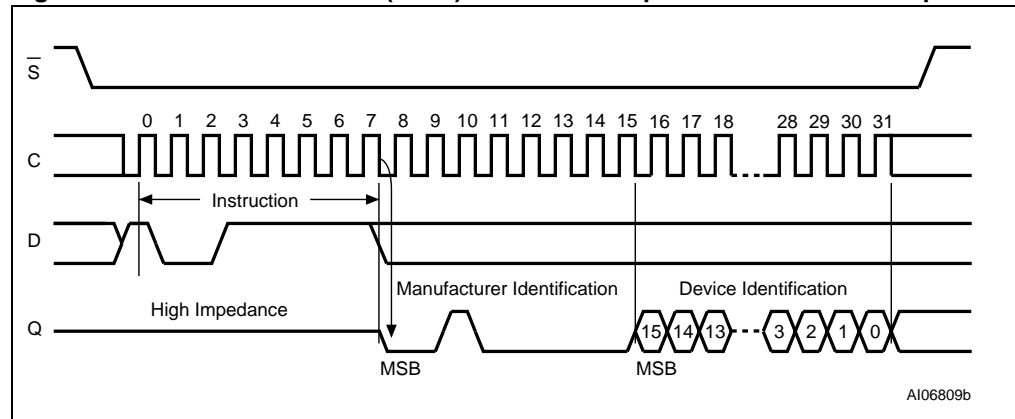 S
0 1 2 3 4 5 6 7 8 9 10 11 12 13 14 15 16 17 18 28 29 30 31
C
Instruction
D
Manufacturer Identification Device Identification
High Impedance
Q
15 14 13 3 2 1 0
MSB MSB
AI06809b